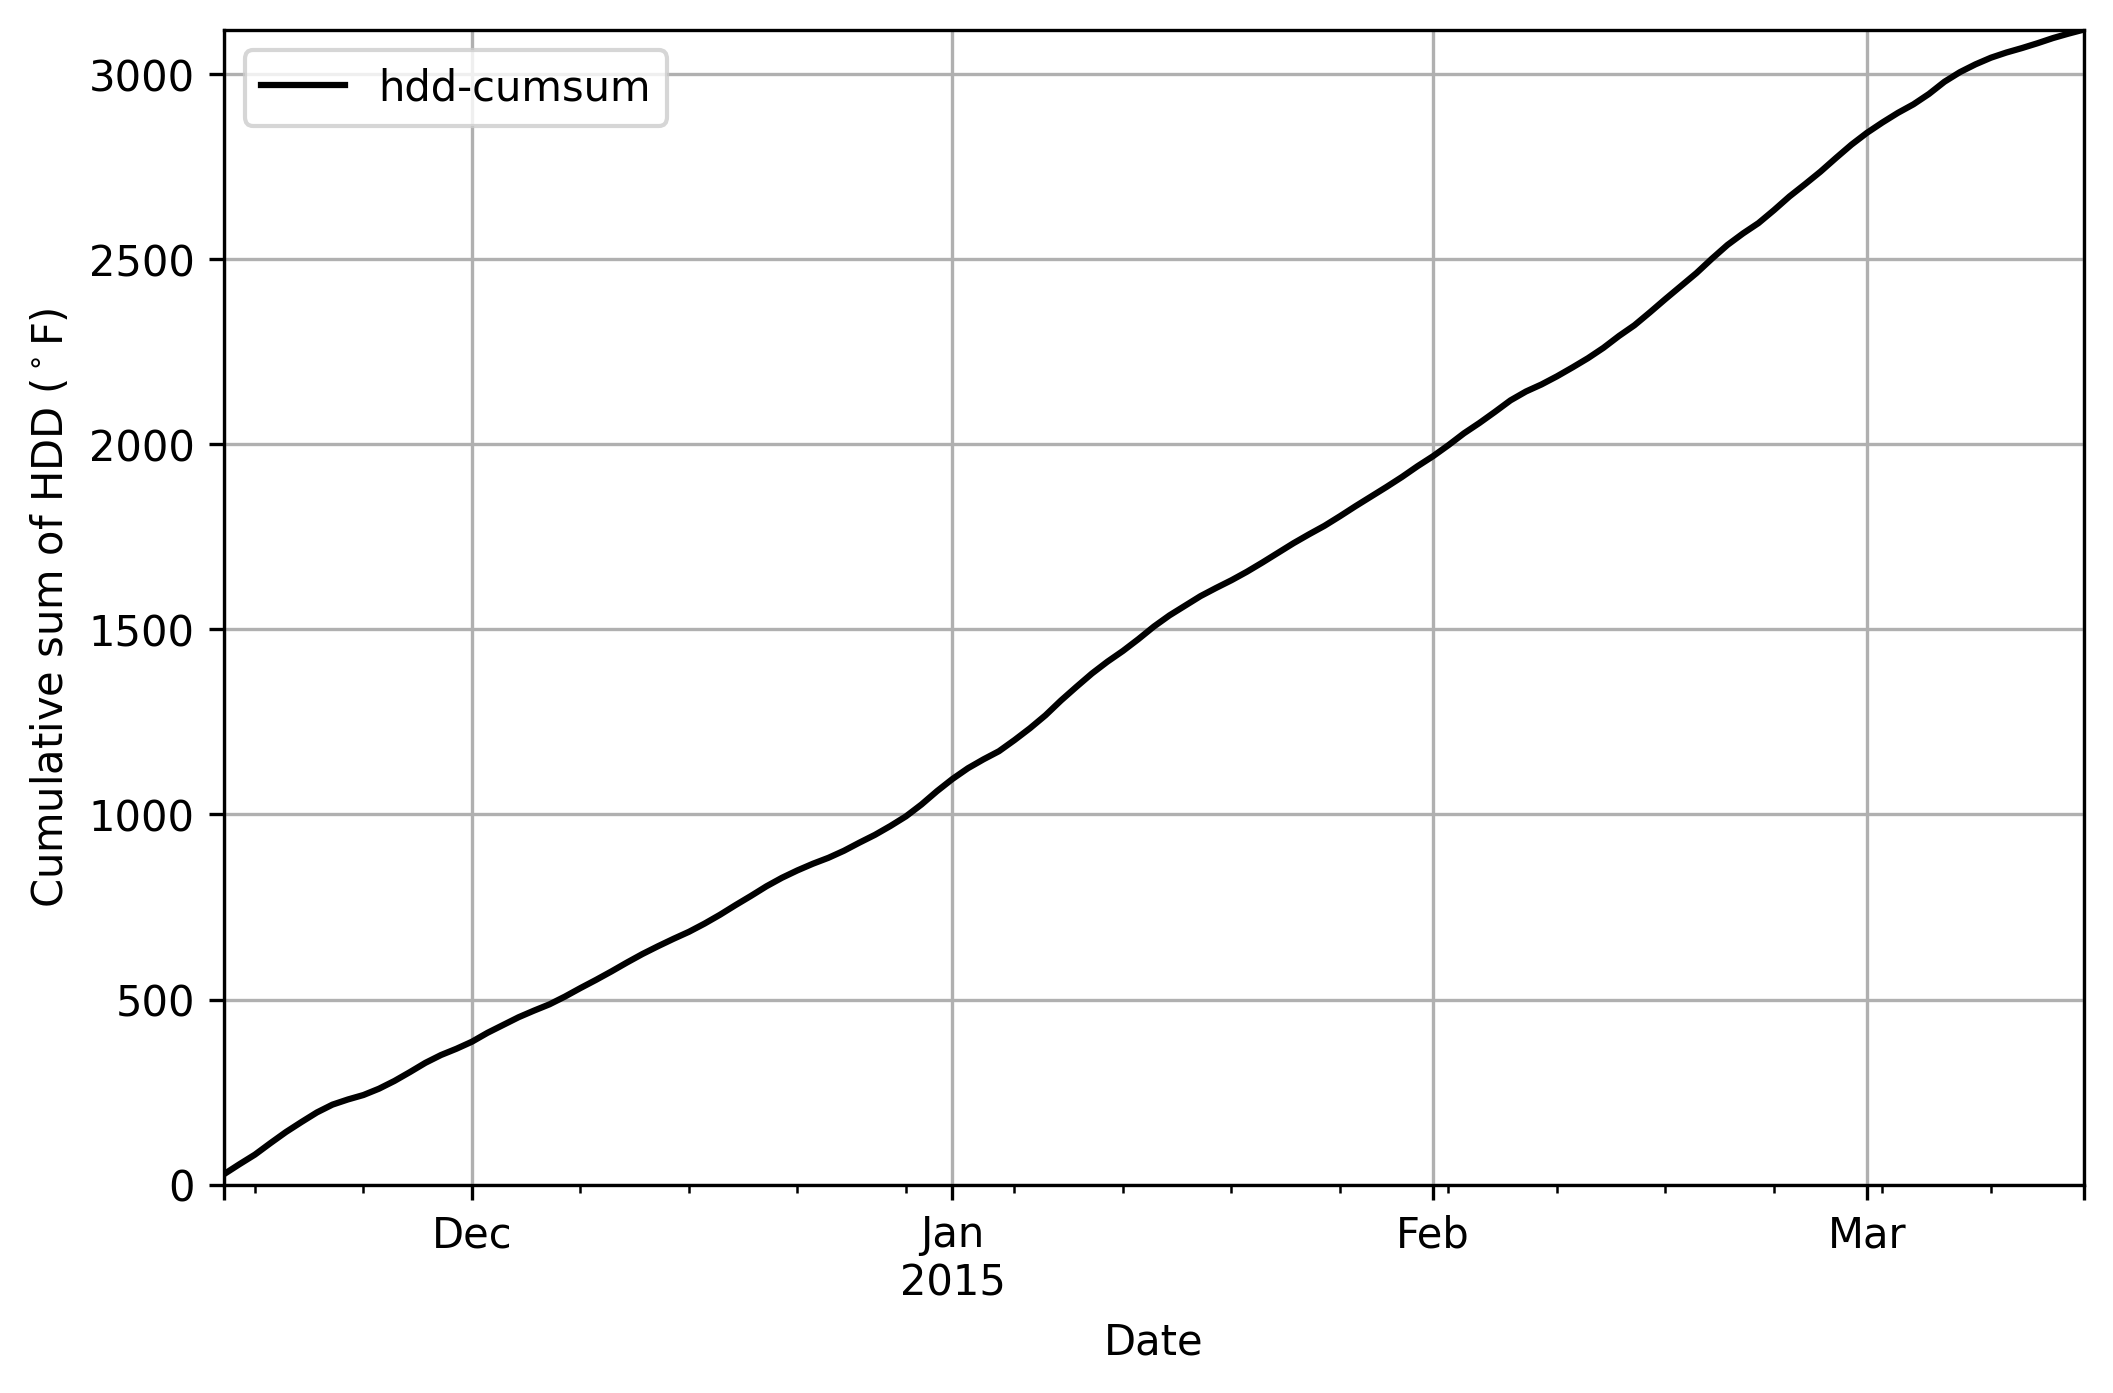 hdd-cumsum
Cumulative sum of HDD (°F)
3000
2500
2000
1500
1000
500
0
Dec
Jan
2015
Feb
Mar
Date